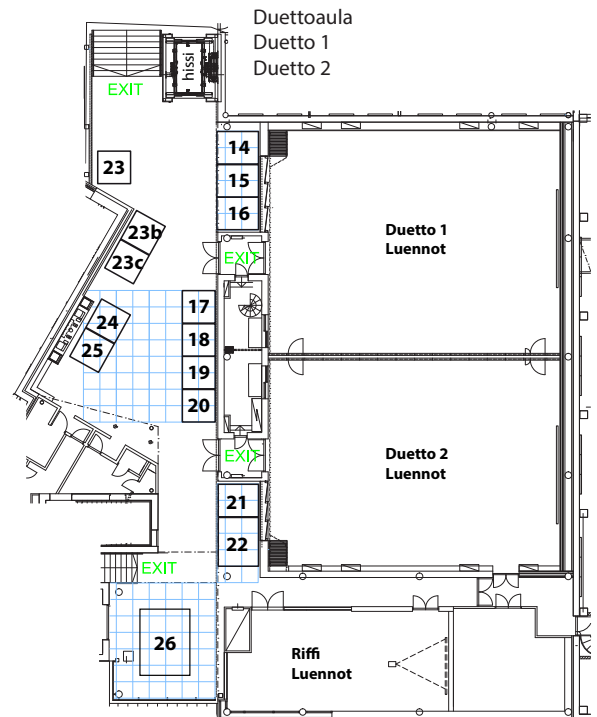 Duettoaula
Duetto 1
Duetto 2
hissi
EXIT
14
23
15
16
Duetto 1
Luennot
23b
EXIT
23c
17
24
18
25
19
20
EXIT
Duetto 2
Luennot
21
22
EXIT
26
Riffi
Luennot